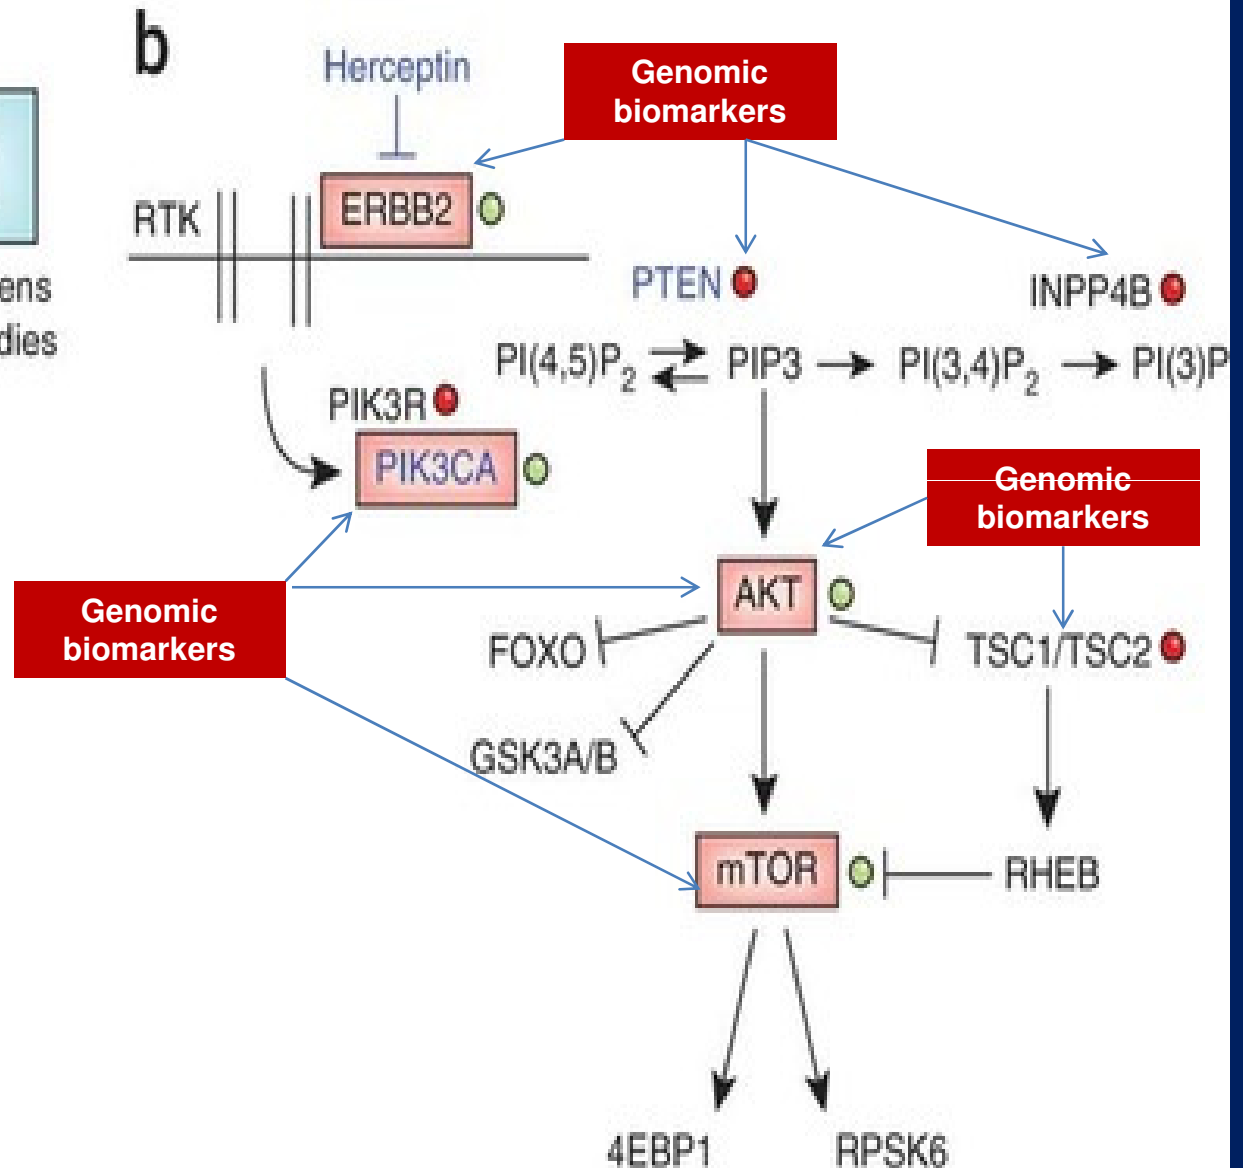 b
Herceptin
Genomic
biomarkers
RTK
ERBB2
ens
dies
PTEN
INPP4B
PI(4,5)P2
PIP3
PI(3,4)P2
PI(3)P
PIK3R
PIK3CA
Genomic
biomarkers
AKT
Genomic
biomarkers
FOXO
TSC1/TSC2
GSK3A/B
mTOR
RHEB
4EBP1
RPSK6